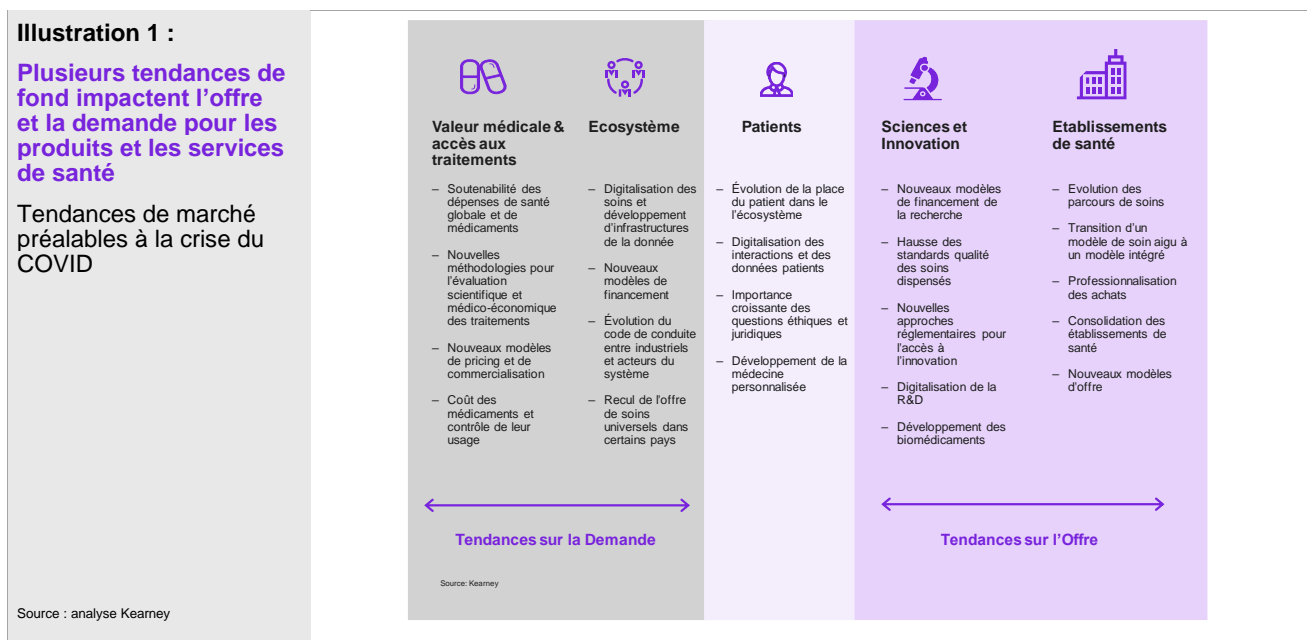 Illustration 1 :
Plusieurs tendances de
fond impactent l’offre
et la demande pour les
produits et les services
de santé
Tendances de marché
préalables à la crise du
COVID
Source : analyse Kearney
Valeur médicale &
accès aux
traitements
– Soutenabilité des
dépenses de santé
globale et de
médicaments
– Nouvelles
méthodologies pour
l’évaluation
scientifique et
médico-économique
des traitements
– Nouveaux modèles
de pricing et de
commercialisation
– Coût des
médicaments et
contrôle de leur
usage
Ecosystème
– Digitalisation des
soins et
développement
d’infrastructures
de la donnée
– Nouveaux
modèles de
financement
– Évolution du
code de conduite
entre industriels
et acteurs du
système
– Recul de l’offre
de soins
universels dans
certains pays
Tendances sur la Demande
Source: Kearney
Patients
– Évolution de la place
du patient dans le
l’écosystème
– Digitalisation des
interactions et des
données patients
– Importance
croissante des
questions éthiques et
juridiques
– Développement de la
médecine
personnalisée
Sciences et
Innovation
– Nouveaux modèles
de financement de
la recherche
– Hausse des
standards qualité
des soins
dispensés
– Nouvelles
approches
réglementaires pour
l’accès à
l’innovation
– Digitalisation de la
R&D
– Développement des
biomédicaments
Etablissements
de santé
– Evolution des
parcours de soins
– Transition d’un
modèle de soin aigu à
un modèle intégré
– Professionnalisation
des achats
– Consolidation des
établissements de
santé
– Nouveaux modèles
d’offre
Tendances sur l’Offre